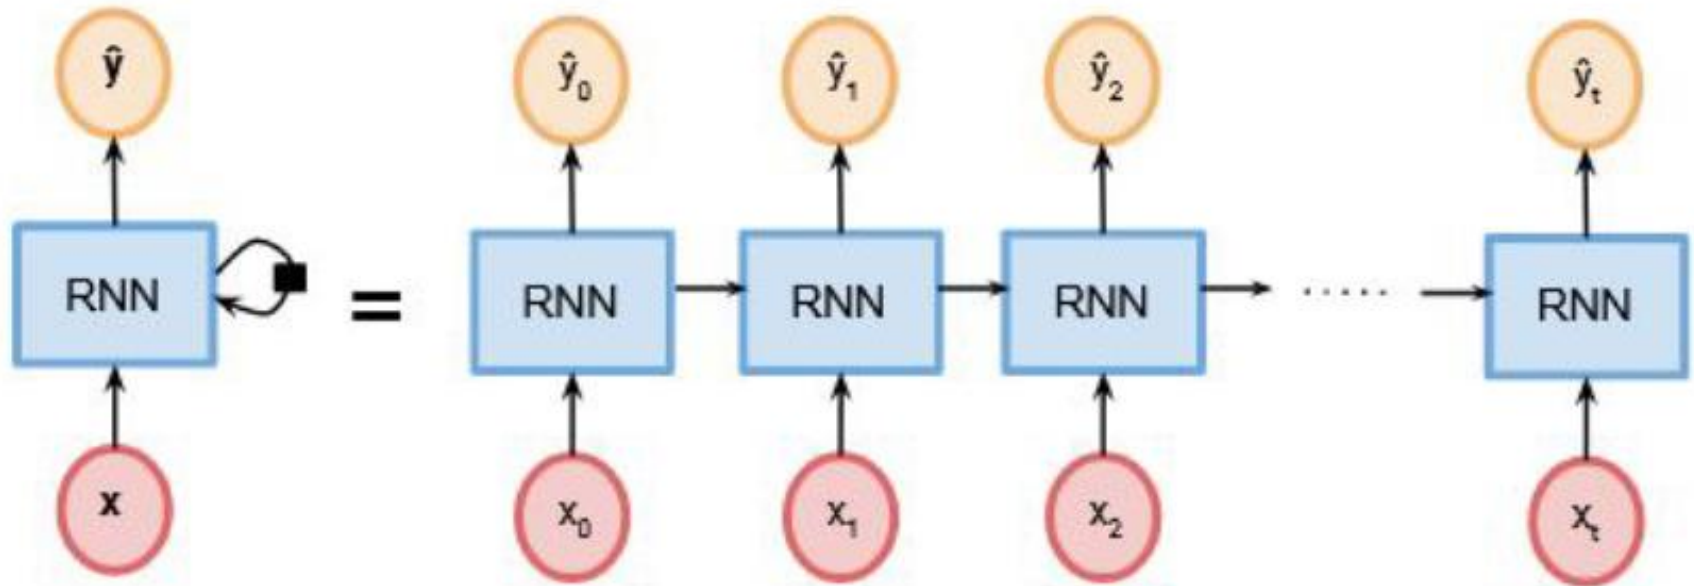 ŷ ŷ₀ ŷ₁ ŷ₂ ŷₜ
RNN = RNN RNN RNN ..... RNN
x x₀ x₁ x₂ xₜ